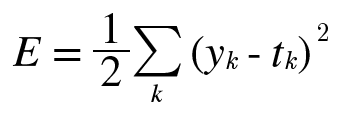 E = 1/2 ∑_k (y_k - t_k)^2